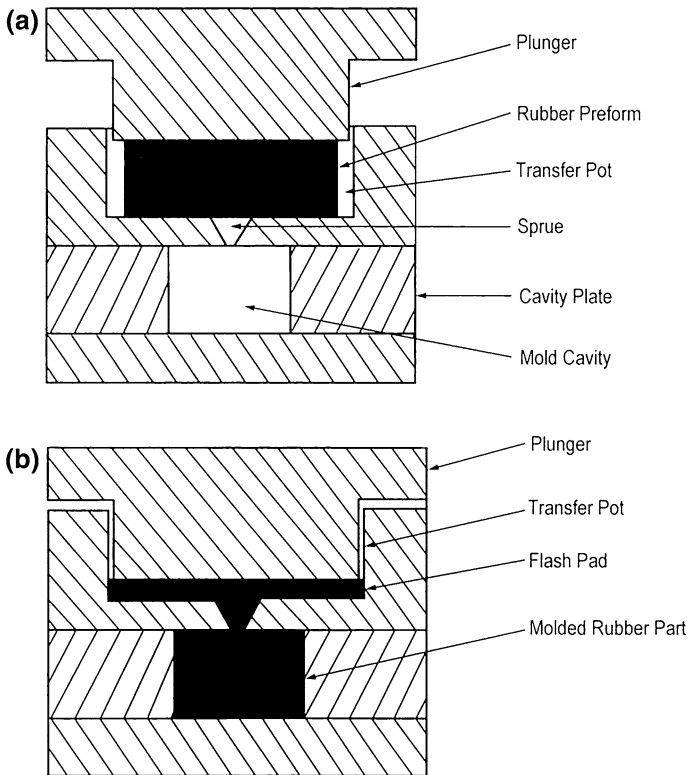 (a)
Plunger
Rubber Preform
Transfer Pot
Sprue
Cavity Plate
Mold Cavity
(b)
Plunger
Transfer Pot
Flash Pad
Molded Rubber Part